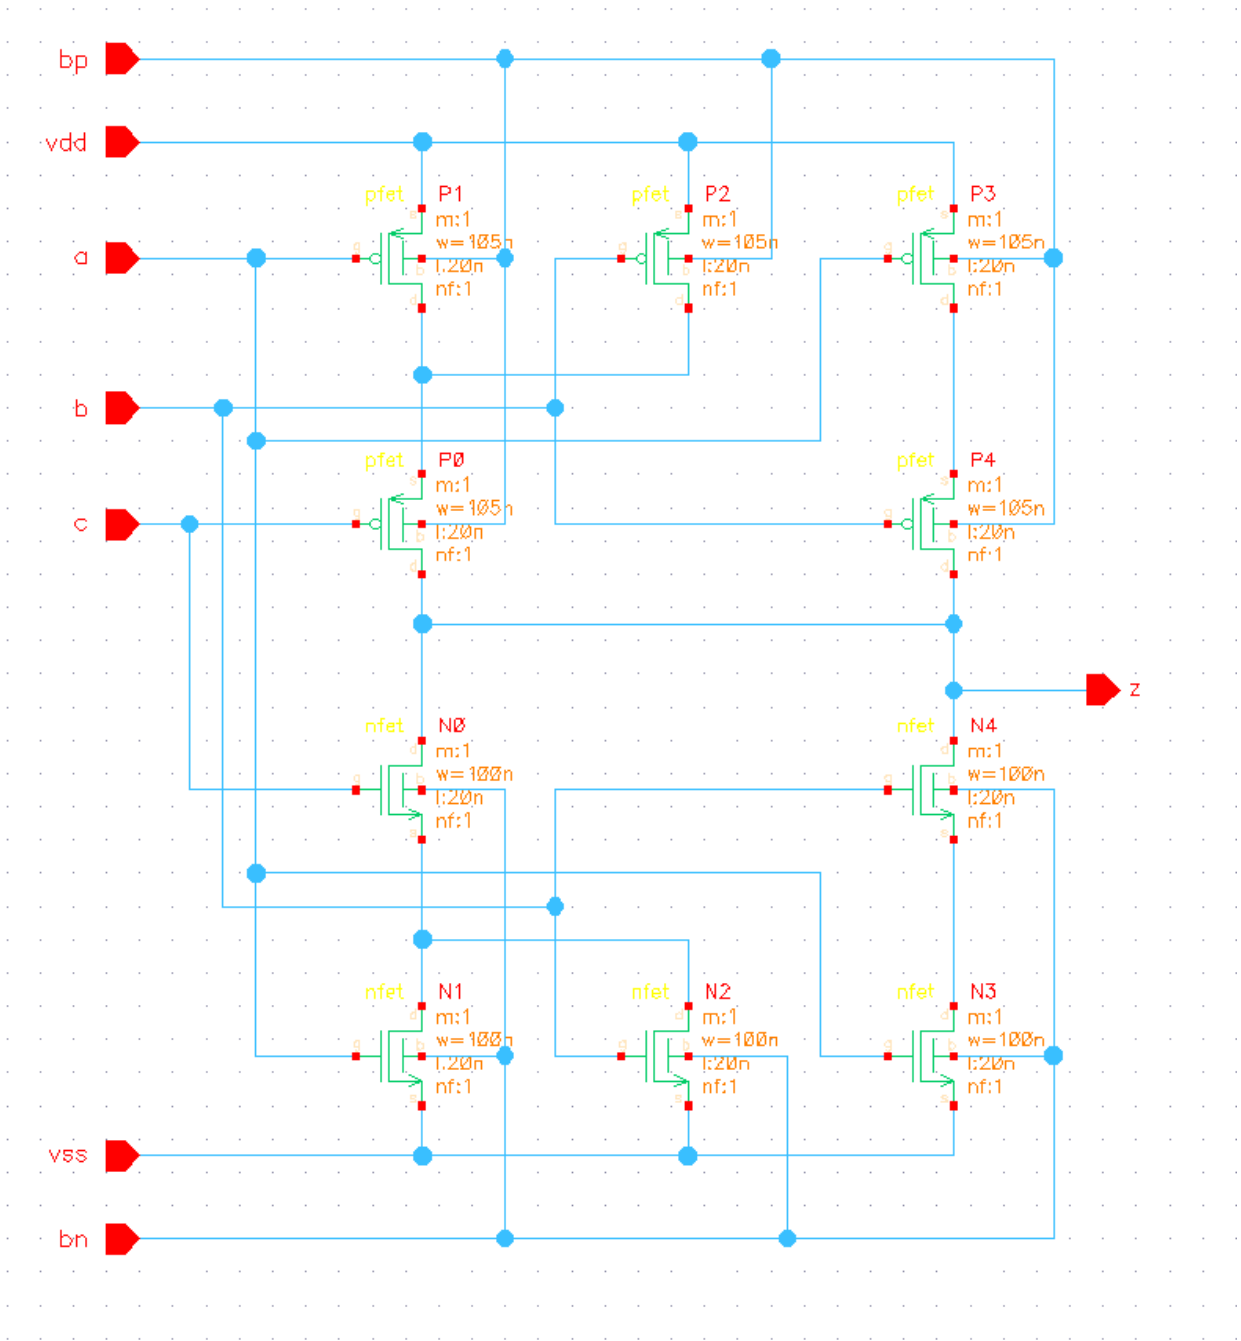 bp
vdd
pfet P1
s
m:1
w=105n
g
b
l:20n
nf:1
d
pfet P2
s
m:1
w=105n
g
b
l:20n
nf:1
d
pfet P3
s
m:1
w=105n
g
b
l:20n
nf:1
d
a
b
pfet P0
s
m:1
w=105n
g
b
l:20n
nf:1
d
pfet P4
s
m:1
w=105n
g
b
l:20n
nf:1
d
c
z
nfet N0
d
m:1
w=100n
g
b
l:20n
nf:1
s
nfet N4
d
m:1
w=100n
g
b
l:20n
nf:1
s
nfet N1
d
m:1
w=100n
g
b
l:20n
nf:1
s
nfet N2
d
m:1
w=100n
g
b
l:20n
nf:1
s
nfet N3
d
m:1
w=100n
g
b
l:20n
nf:1
s
vss
bn